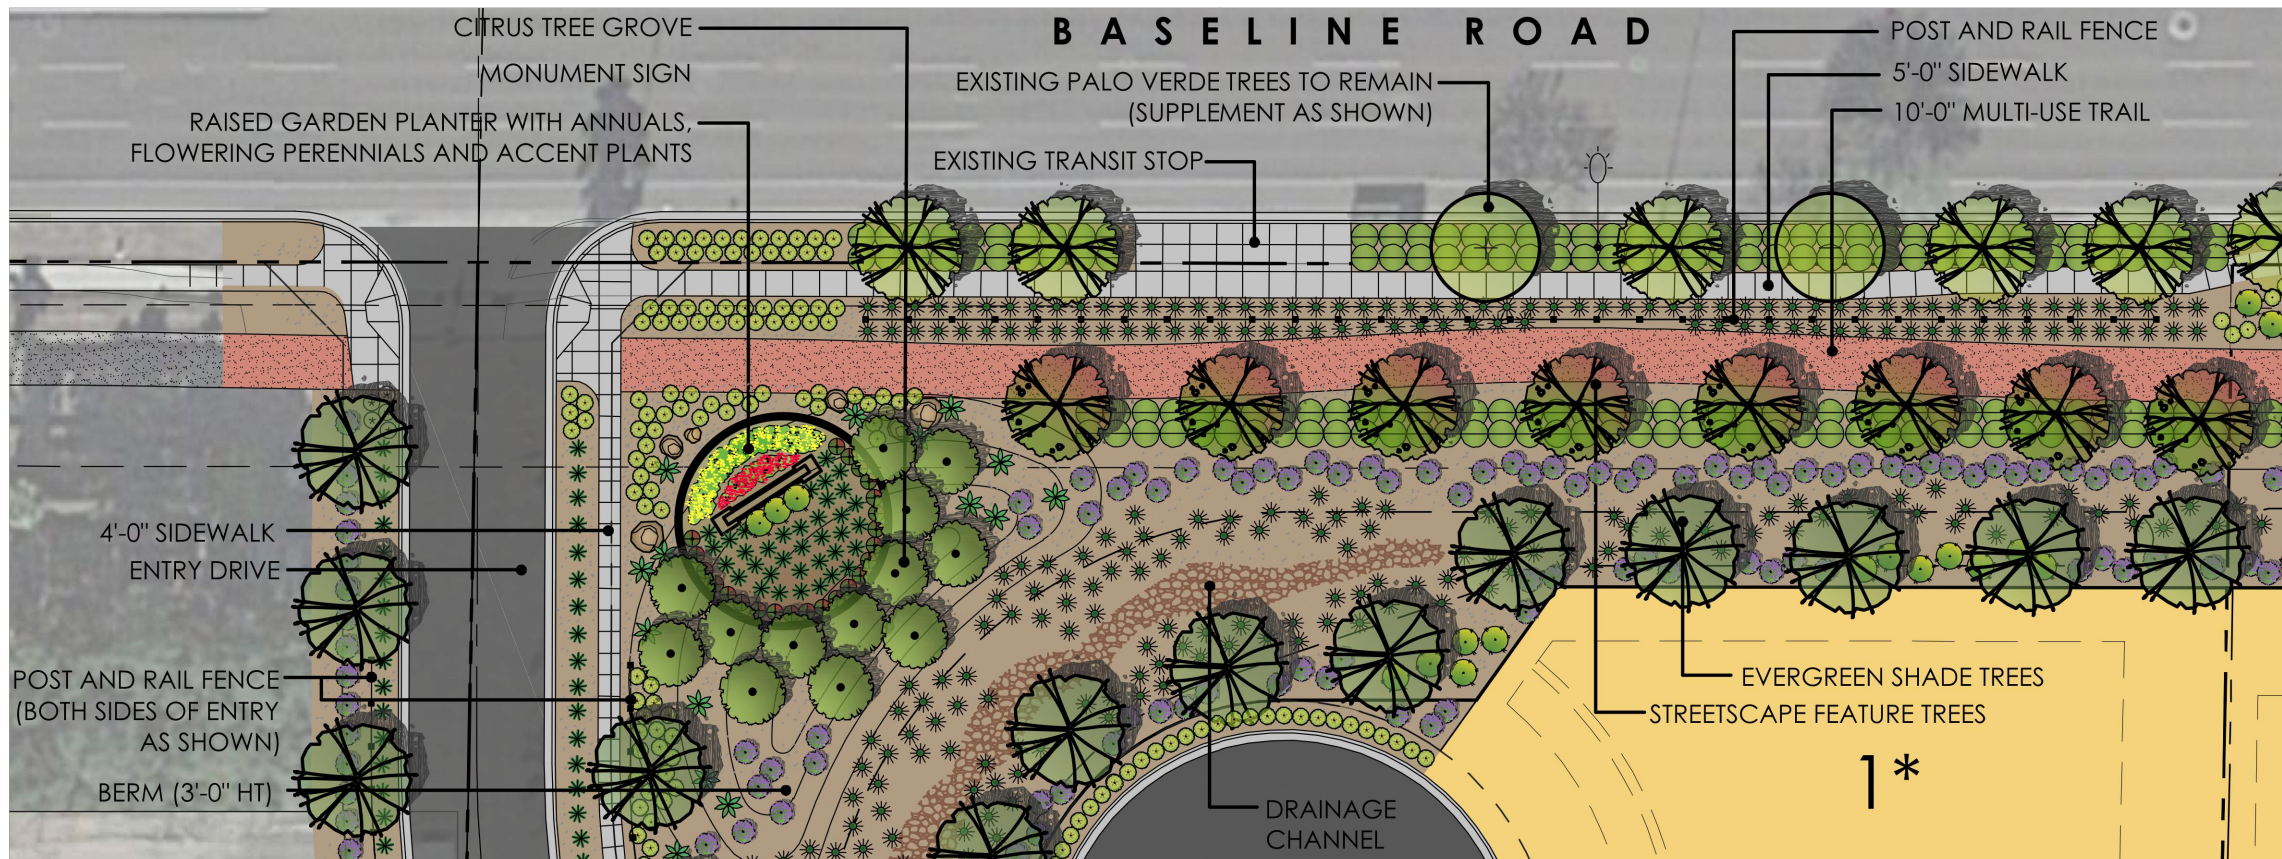 BASELINE ROAD
CITRUS TREE GROVE
MONUMENT SIGN
RAISED GARDEN PLANTER WITH ANNUALS,
FLOWERING PERENNIALS AND ACCENT PLANTS
EXISTING PALO VERDE TREES TO REMAIN
(SUPPLEMENT AS SHOWN)
EXISTING TRANSIT STOP
POST AND RAIL FENCE
5'-0" SIDEWALK
10'-0" MULTI-USE TRAIL
4'-0" SIDEWALK
ENTRY DRIVE
POST AND RAIL FENCE
(BOTH SIDES OF ENTRY
AS SHOWN)
BERM (3'-0" HT)
EVERGREEN SHADE TREES
STREETSCAPE FEATURE TREES
1*
DRAINAGE
CHANNEL